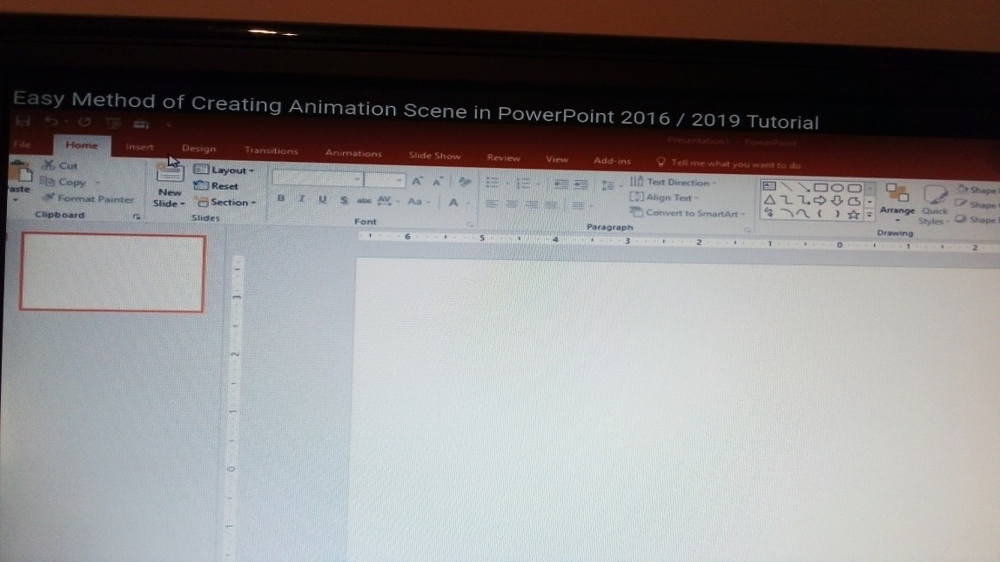 Easy Method of Creating Animation Scene in PowerPoint 2016 / 2019 Tutorial
Presentation1 - PowerPoint
File Home Insert Design Transitions Animations Slide Show Review View Add-ins Tell me what you want to do
Cut
Copy
Format Painter
aste
Clipboard
New
Slide
Layout
Reset
Section
Slides
B I U S abc AV Aa A
Font
Text Direction
Align Text
Convert to SmartArt
Paragraph
Arrange
Quick
Styles
Shape
Shape
Shape
Drawing
6 5 4 3 2 1 0 1 2
3
2
1
0
1